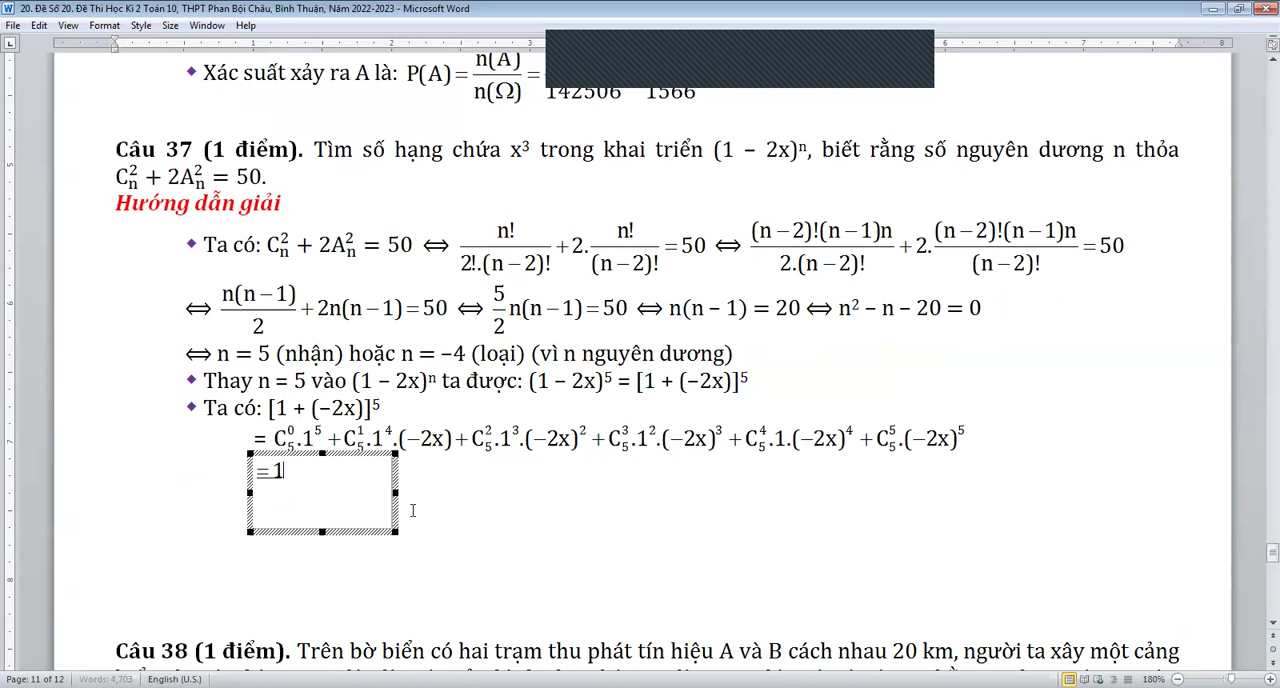 20. Đề Số 20. Đề Thi Học Kì 2 Toán 10, THPT Phan Bội Châu, Bình Thuận, Năm 2022-2023 - Microsoft Word
File Edit View Format Style Size Window Help
1 2 3 6 7 8
Xác suất xảy ra A là: P(A) = n(A)/n(Ω) = 142506 1566
Câu 37 (1 điểm). Tìm số hạng chứa x³ trong khai triển (1 – 2x)ⁿ, biết rằng số nguyên dương n thỏa
C²ₙ + 2A²ₙ = 50.
Hướng dẫn giải
Ta có: C²ₙ + 2A²ₙ = 50 ⇔ n!/(2!.(n−2)!) + 2.n!/(n−2)! = 50 ⇔ (n−2)!(n−1)n/(2.(n−2)!) + 2.(n−2)!(n−1)n/(n−2)! = 50
⇔ n(n−1)/2 + 2n(n−1) = 50 ⇔ 5/2 n(n−1) = 50 ⇔ n(n – 1) = 20 ⇔ n² – n – 20 = 0
⇔ n = 5 (nhận) hoặc n = –4 (loại) (vì n nguyên dương)
Thay n = 5 vào (1 – 2x)ⁿ ta được: (1 – 2x)⁵ = [1 + (–2x)]⁵
Ta có: [1 + (–2x)]⁵
= C⁰₅.1⁵ + C¹₅.1⁴.(−2x) + C²₅.1³.(−2x)² + C³₅.1².(−2x)³ + C⁴₅.1.(−2x)⁴ + C⁵₅.(−2x)⁵
= 1
Câu 38 (1 điểm). Trên bờ biển có hai trạm thu phát tín hiệu A và B cách nhau 20 km, người ta xây một cảng
Page: 11 of 12 Words: 4,703 English (U.S.) 180%